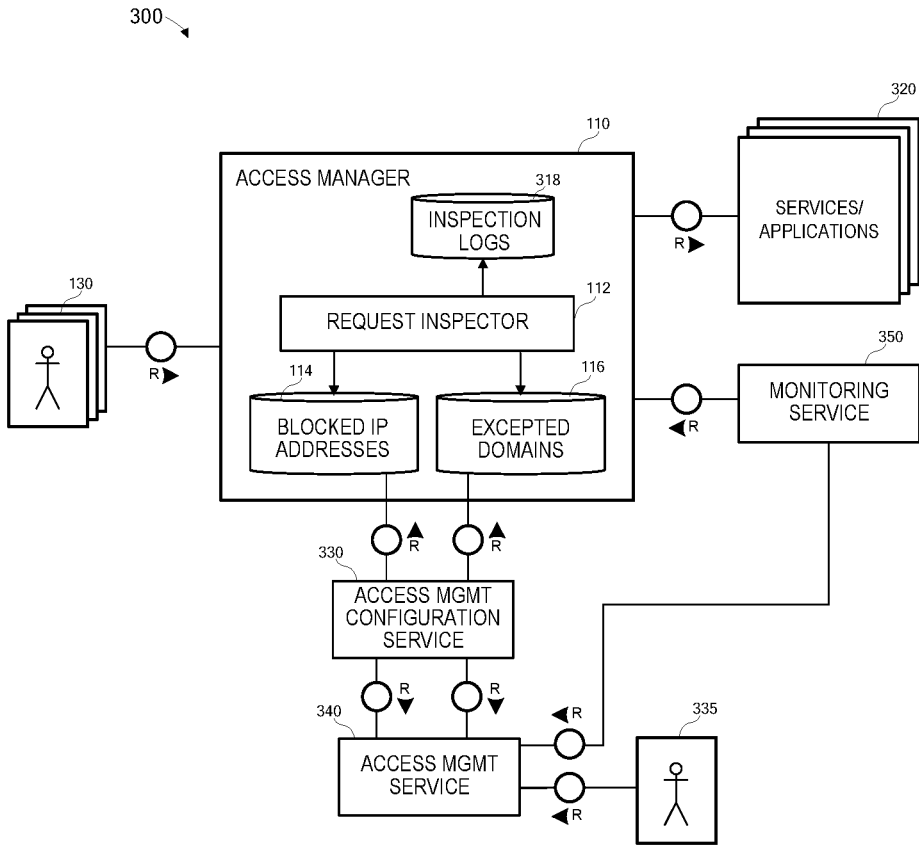 300
320
110
ACCESS MANAGER
318
INSPECTION
LOGS
SERVICES/
APPLICATIONS
R
130
112
REQUEST INSPECTOR
R
350
114
116
MONITORING
SERVICE
BLOCKED IP
ADDRESSES
EXCEPTED
DOMAINS
R
R
R
330
ACCESS MGMT
CONFIGURATION
SERVICE
R
R
340
R
335
ACCESS MGMT
SERVICE
R